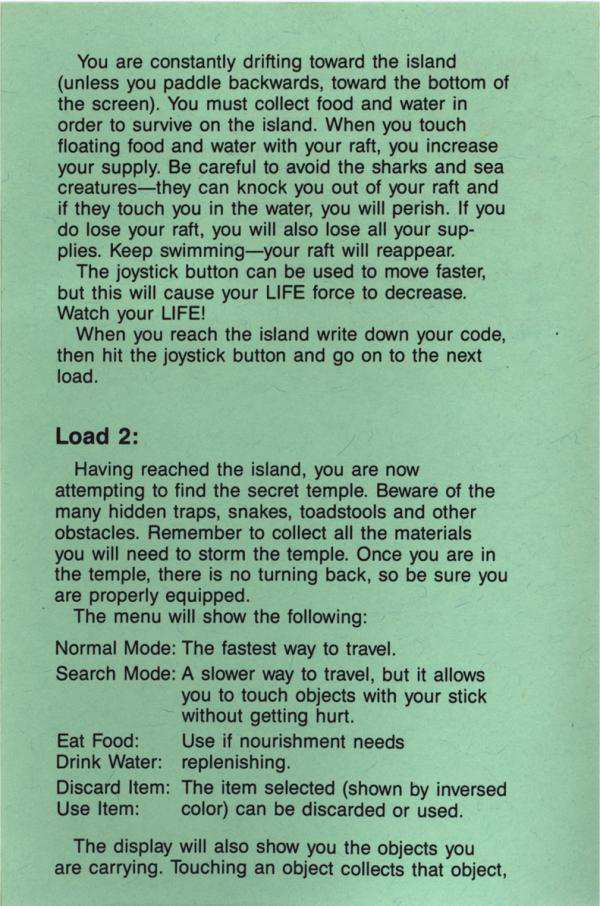 You are constantly drifting toward the island
(unless you paddle backwards, toward the bottom of
the screen). You must collect food and water in
order to survive on the island. When you touch
floating food and water with your raft, you increase
your supply. Be careful to avoid the sharks and sea
creatures—they can knock you out of your raft and
if they touch you in the water, you will perish. If you
do lose your raft, you will also lose all your sup-
plies. Keep swimming—your raft will reappear.
The joystick button can be used to move faster,
but this will cause your LIFE force to decrease.
Watch your LIFE!
When you reach the island write down your code,
then hit the joystick button and go on to the next
load.
Load 2:
Having reached the island, you are now
attempting to find the secret temple. Beware of the
many hidden traps, snakes, toadstools and other
obstacles. Remember to collect all the materials
you will need to storm the temple. Once you are in
the temple, there is no turning back, so be sure you
are properly equipped.
The menu will show the following:
Normal Mode: The fastest way to travel.
Search Mode: A slower way to travel, but it allows
you to touch objects with your stick
without getting hurt.
Eat Food: Use if nourishment needs
Drink Water: replenishing.
Discard Item: The item selected (shown by inversed
Use Item: color) can be discarded or used.
The display will also show you the objects you
are carrying. Touching an object collects that object,